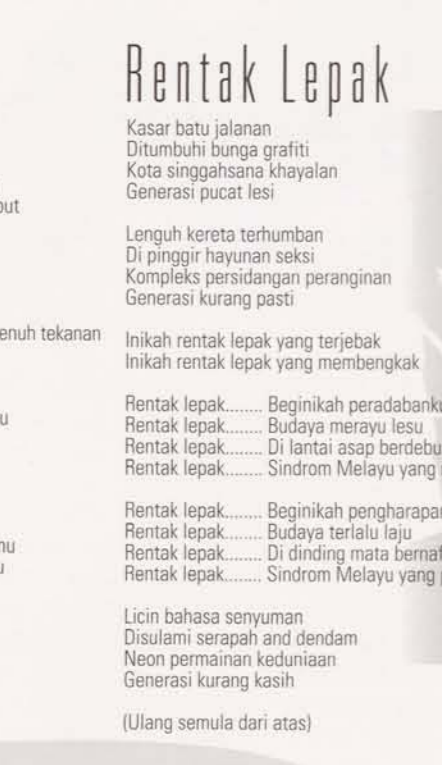 enuh tekanan
Rentak Lepak
Kasar batu jalanan
Ditumbuhi bunga grafiti
Kota singgahsana khayalan
Generasi pucat lesi
Lenguh kereta terhumban
Di pinggir hayunan seksi
Kompleks persidangan peranginan
Generasi kurang pasti
Inikah rentak lepak yang terjebak
Inikah rentak lepak yang membengkak
Rentak lepak........ Beginikah peradabanku
Rentak lepak........ Budaya merayu lesu
Rentak lepak........ Di lantai asap berdebu
Rentak lepak........ Sindrom Melayu yang
Rentak lepak........ Beginikah pengharapan
Rentak lepak........ Budaya terlalu laju
Rentak lepak........ Di dinding mata bernaf
Rentak lepak........ Sindrom Melayu yang
Licin bahasa senyuman
Disulami serapah and dendam
Neon permainan keduniaan
Generasi kurang kasih
(Ulang semula dari atas)